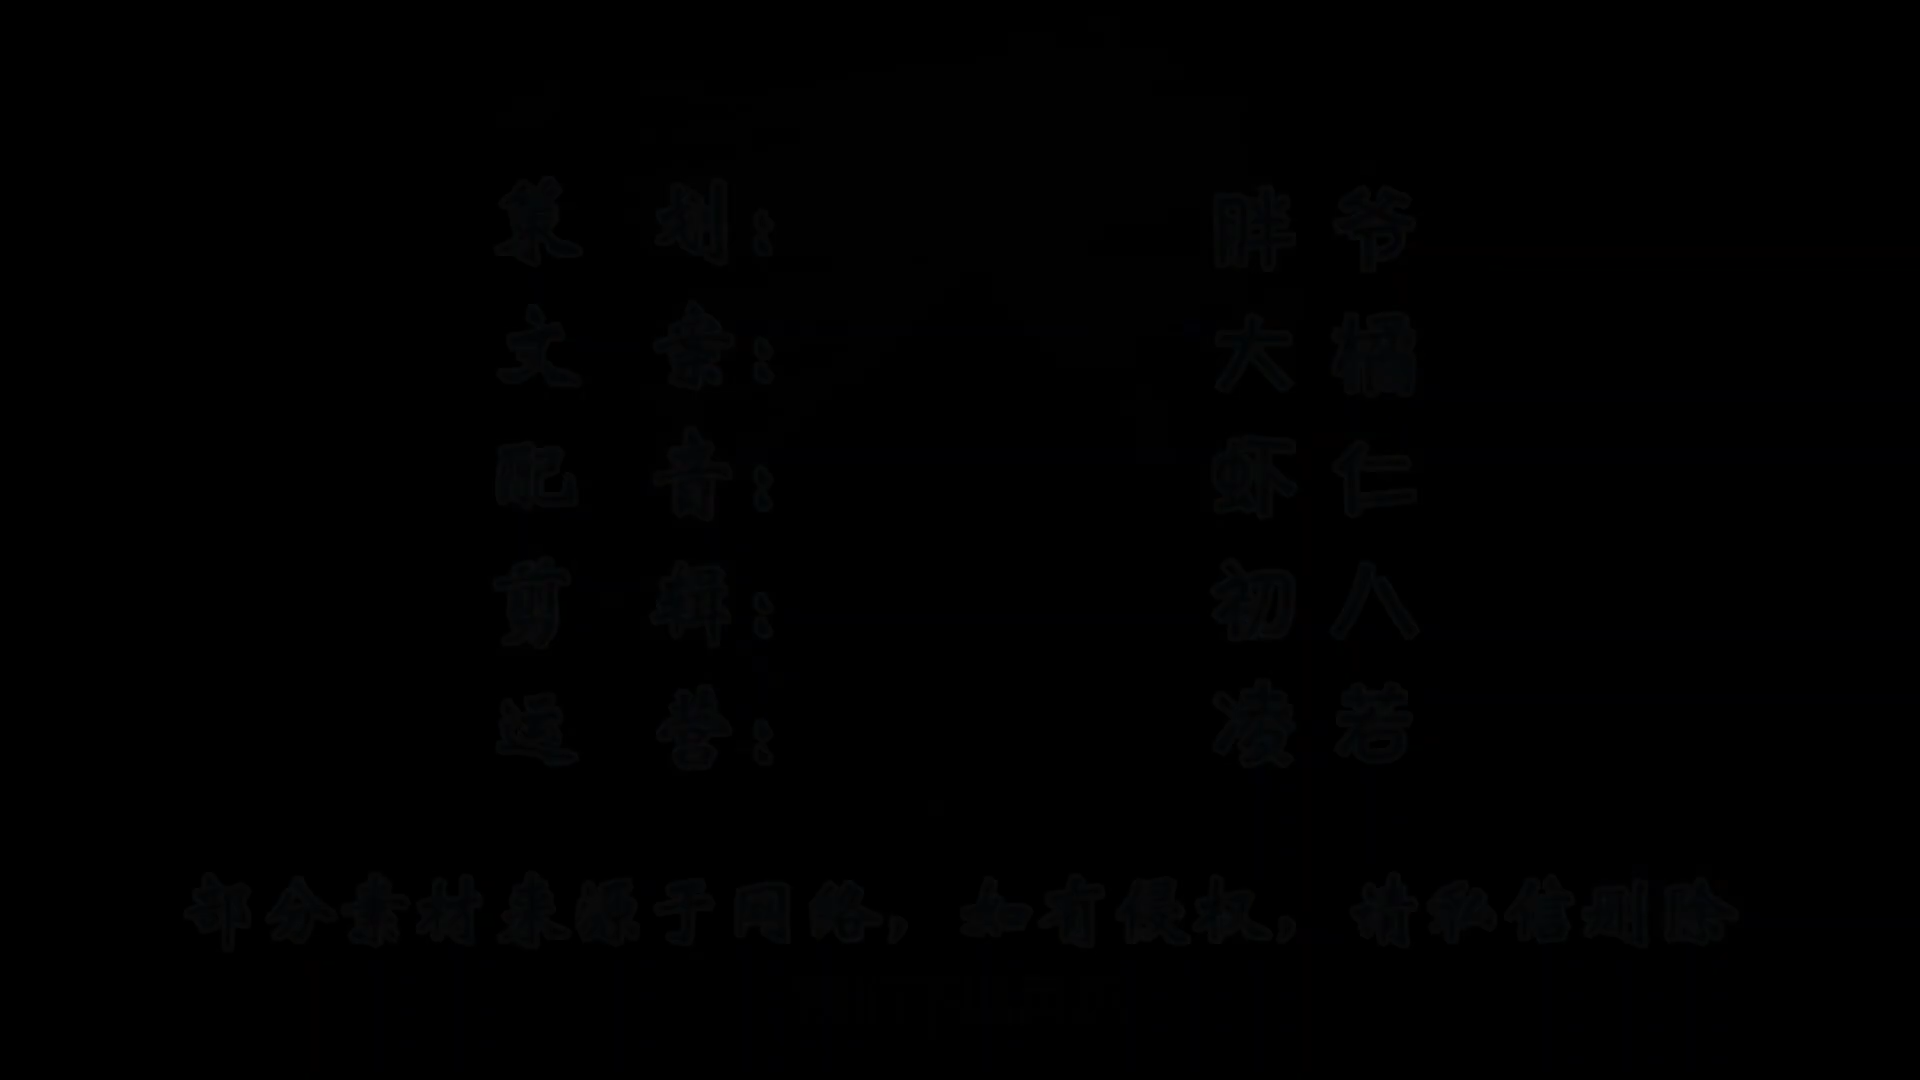 策 划： 胖 爷
文 案： 大 橘
配 音： 虾 仁
剪 辑： 初 八
运 营： 凌 若
部分素材来源于网络，如有侵权，请私信删除